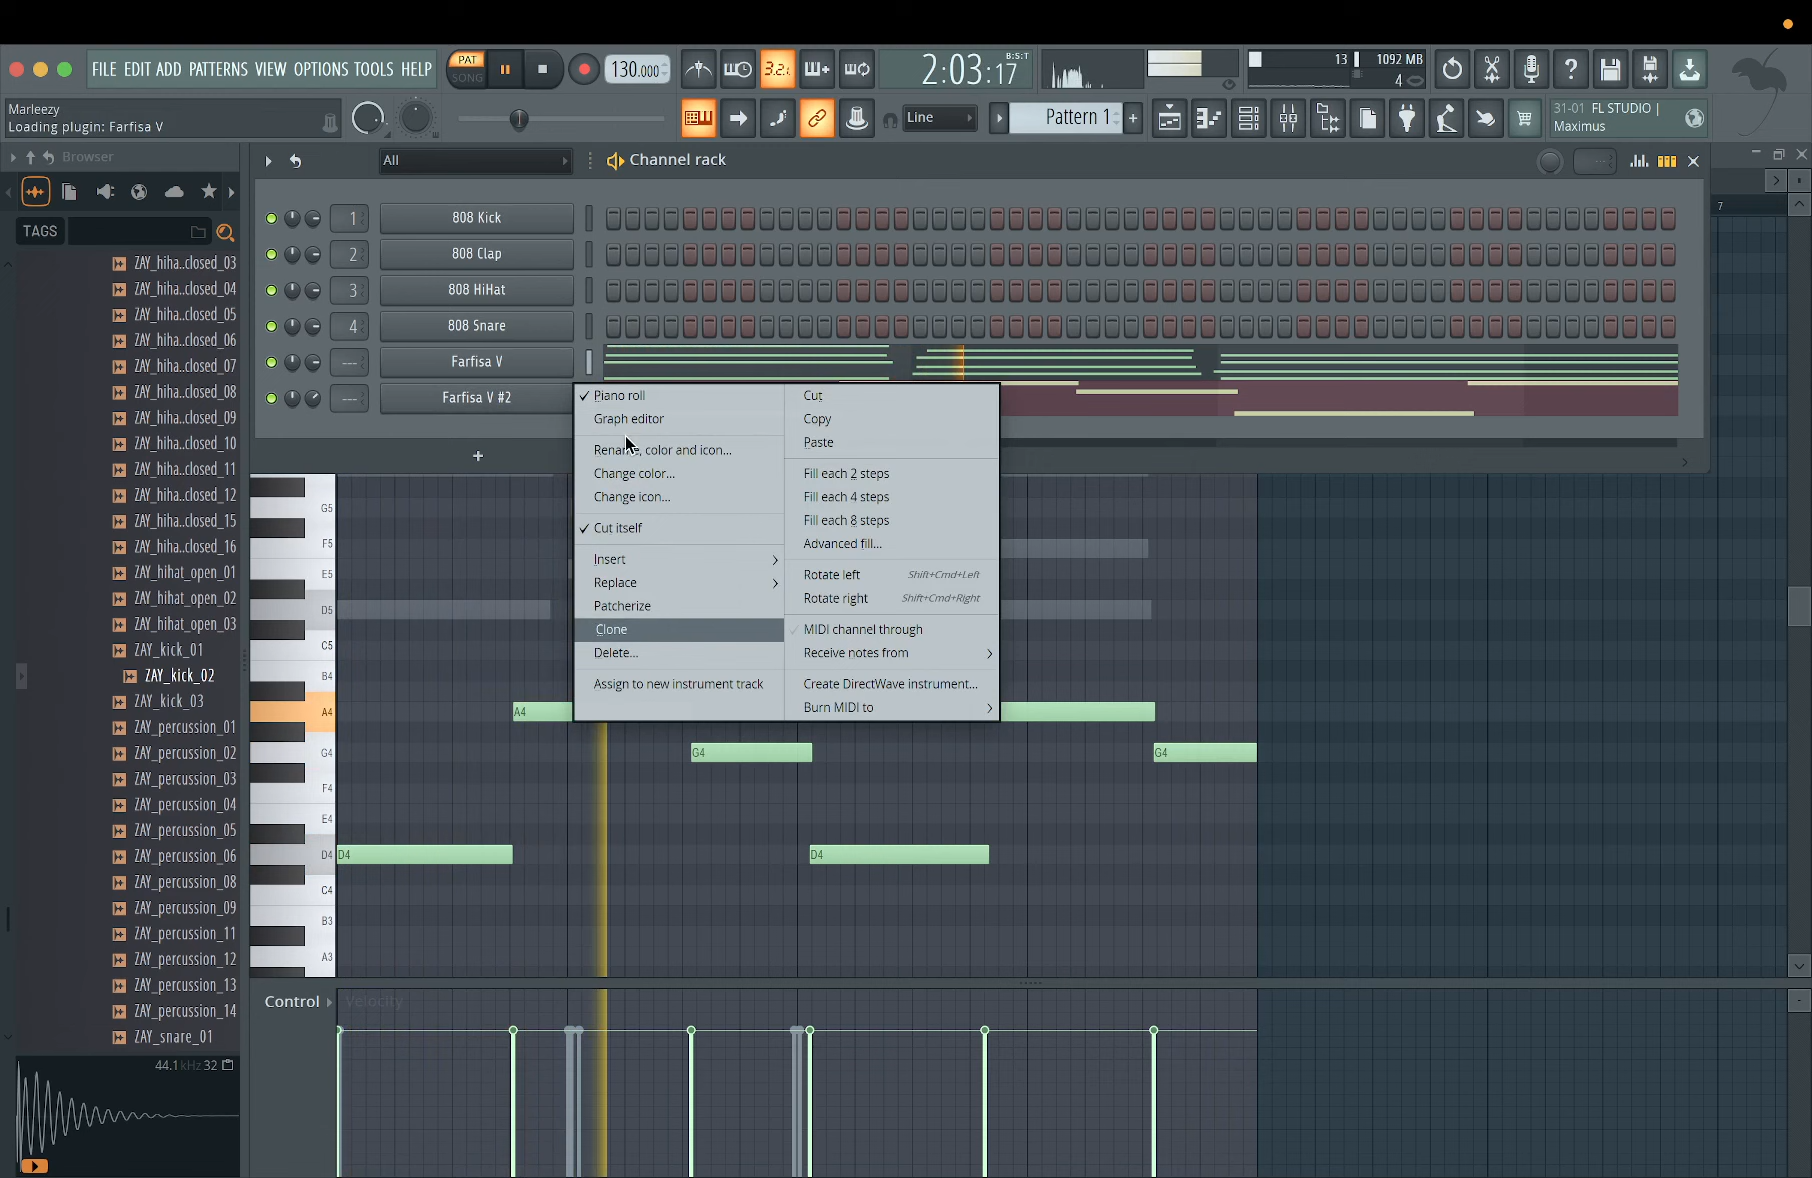 FILE EDIT ADD PATTERNS VIEW OPTIONS TOOLS HELP
PAT
SONG
130.000
3.2.
2:03:17
B:S:T
13
1092 MB
4
Marleezy
Loading plugin: Farfisa V
Line
Pattern 1
+
31-01 FL STUDIO |
Maximus
Browser
All
Channel rack
TAGS
7
1 808 Kick
2 808 Clap
3 808 HiHat
4 808 Snare
--- Farfisa V
--- Farfisa V #2
+
ZAY_hiha..closed_03
ZAY_hiha..closed_04
ZAY_hiha..closed_05
ZAY_hiha..closed_06
ZAY_hiha..closed_07
ZAY_hiha..closed_08
ZAY_hiha..closed_09
ZAY_hiha..closed_10
ZAY_hiha..closed_11
ZAY_hiha..closed_12
ZAY_hiha..closed_15
ZAY_hiha..closed_16
ZAY_hihat_open_01
ZAY_hihat_open_02
ZAY_hihat_open_03
ZAY_kick_01
ZAY_kick_02
ZAY_kick_03
ZAY_percussion_01
ZAY_percussion_02
ZAY_percussion_03
ZAY_percussion_04
ZAY_percussion_05
ZAY_percussion_06
ZAY_percussion_08
ZAY_percussion_09
ZAY_percussion_11
ZAY_percussion_12
ZAY_percussion_13
ZAY_percussion_14
ZAY_snare_01
44.1kHz 32
Piano roll
Graph editor
Rename, color and icon...
Change color...
Change icon...
Cut itself
Insert
Replace
Patcherize
Clone
Delete...
Assign to new instrument track
Cut
Copy
Paste
Fill each 2 steps
Fill each 4 steps
Fill each 8 steps
Advanced fill...
Rotate left Shift+Cmd+Left
Rotate right Shift+Cmd+Right
MIDI channel through
Receive notes from
Create DirectWave instrument...
Burn MIDI to
G5
F5
E5
D5
C5
B4
A4
G4
F4
E4
D4
C4
B3
A3
A4
G4
G4
D4
D4
Control
Velocity